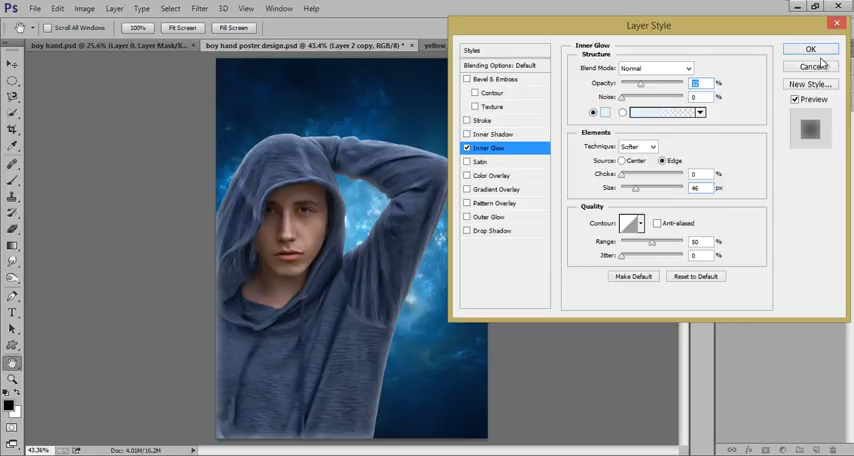 Ps File Edit Image Layer Type Select Filter 3D View Window Help
Scroll All Windows 100% Fit Screen Fill Screen
boy hand.psd @ 25.6% (Layer 0, Layer Mask/8... × boy hand poster design.psd @ 43.4% (Layer 2 copy, RGB/8) * × yellow_
Layer Style
Styles
Blending Options: Default
Bevel & Emboss
Contour
Texture
Stroke
Inner Shadow
Inner Glow
Satin
Color Overlay
Gradient Overlay
Pattern Overlay
Outer Glow
Drop Shadow
Inner Glow
Structure
Blend Mode: Normal
Opacity: %
Noise: 0 %
Elements
Technique: Softer
Source: Center Edge
Choke: 0 %
Size: 46 px
Quality
Contour: Anti-aliased
Range: 50 %
Jitter: 0 %
Make Default Reset to Default
OK
Cancel
New Style...
Preview
43.36% Doc: 4.01M/16.2M